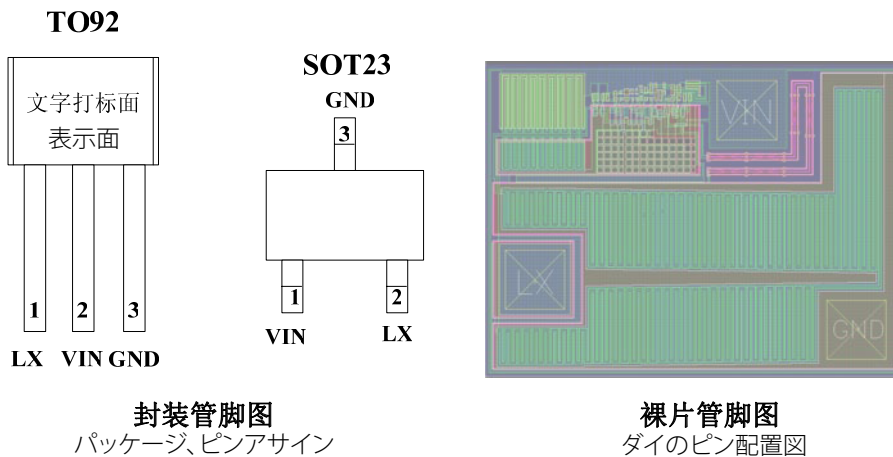 TO92
文字打标面
表示面
1
2
3
LX VIN GND
SOT23
GND
3
1
2
VIN
LX
VIN
LX
GND
封装管脚图
パッケージ、ピンアサイン
裸片管脚图
ダイのピン配置図